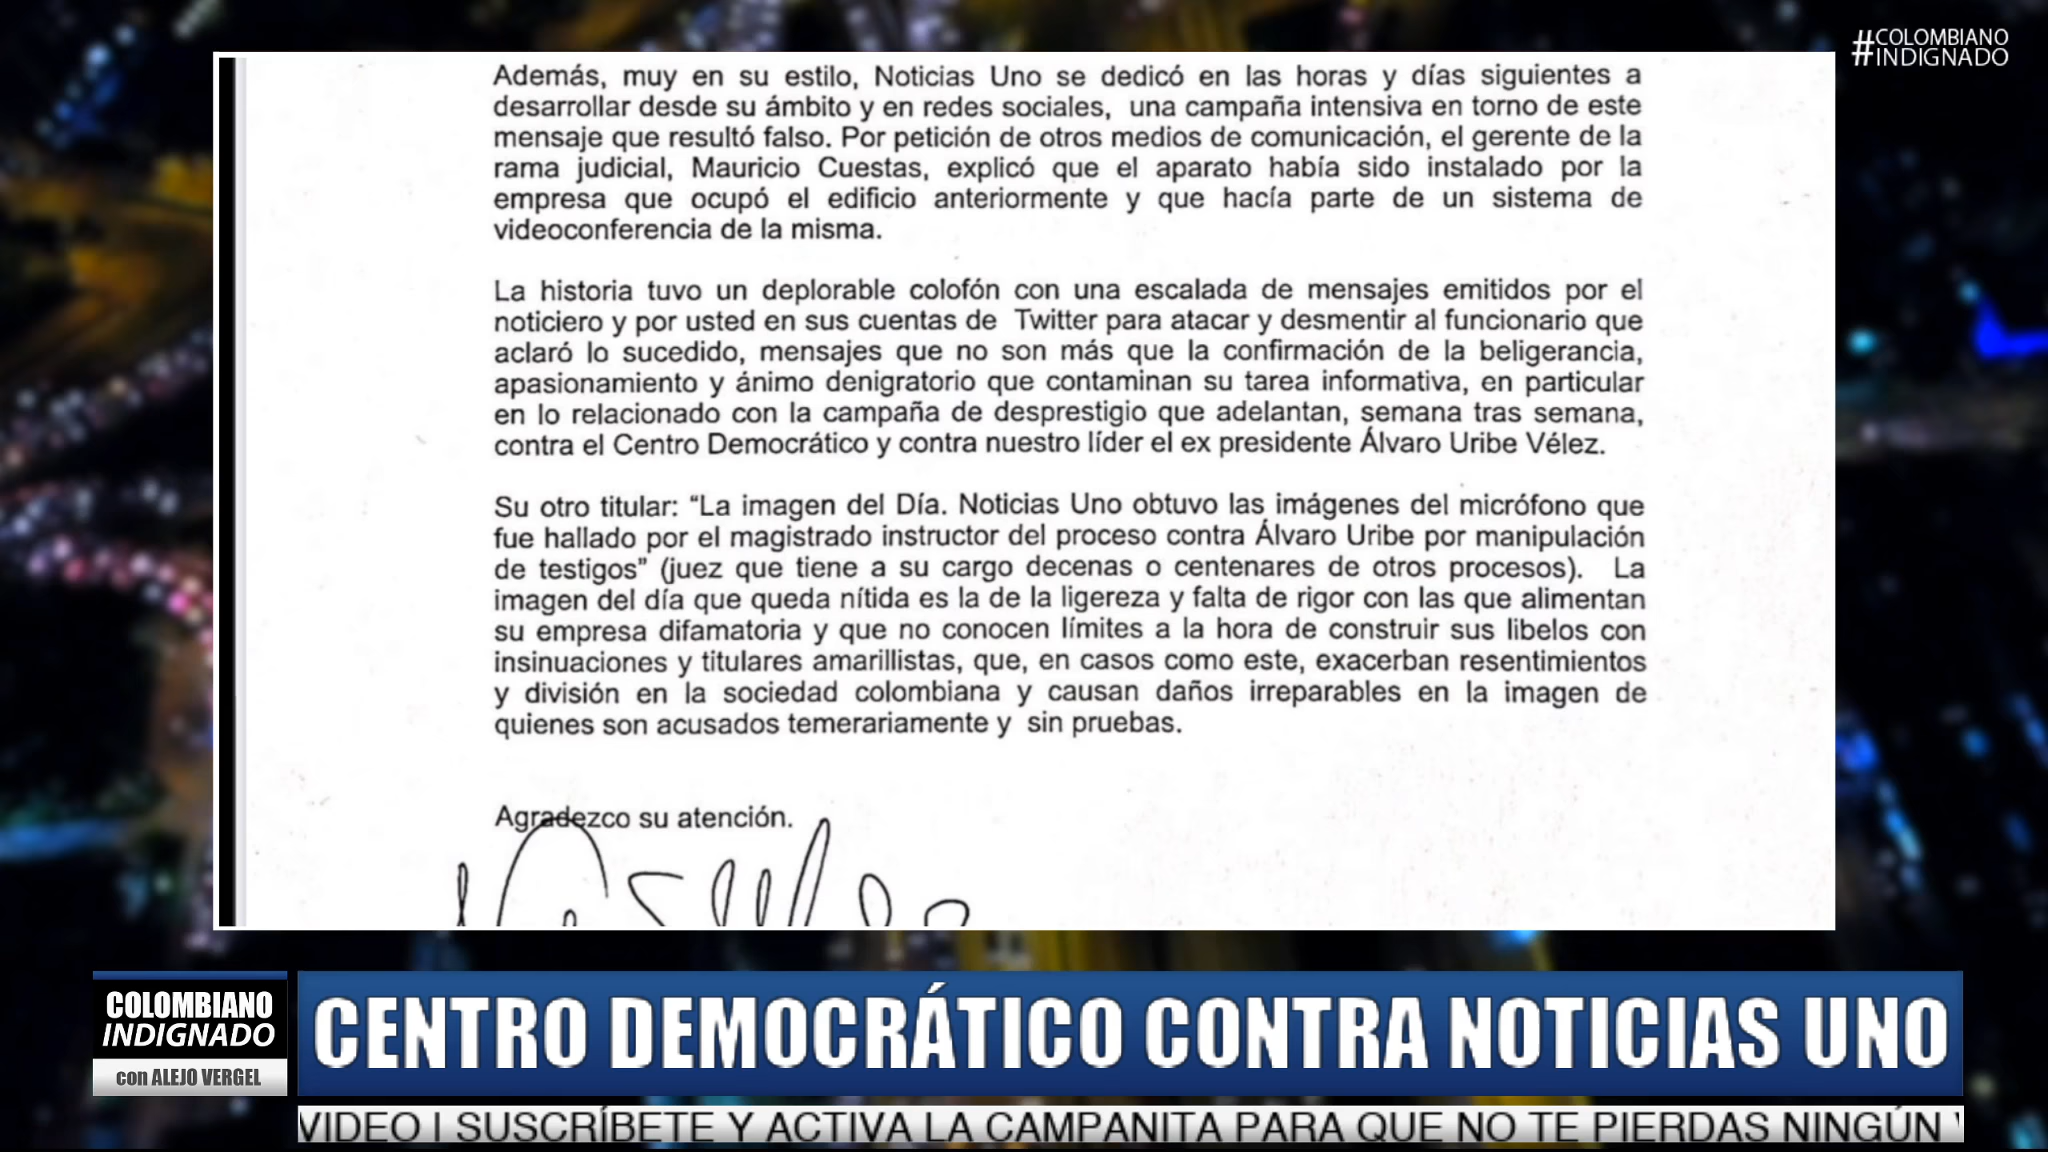 #COLOMBIANO
INDIGNADO
Además, muy en su estilo, Noticias Uno se dedicó en las horas y días siguientes a
desarrollar desde su ámbito y en redes sociales, una campaña intensiva en torno de este
mensaje que resultó falso. Por petición de otros medios de comunicación, el gerente de la
rama judicial, Mauricio Cuestas, explicó que el aparato había sido instalado por la
empresa que ocupó el edificio anteriormente y que hacía parte de un sistema de
videoconferencia de la misma.
La historia tuvo un deplorable colofón con una escalada de mensajes emitidos por el
noticiero y por usted en sus cuentas de Twitter para atacar y desmentir al funcionario que
aclaró lo sucedido, mensajes que no son más que la confirmación de la beligerancia,
apasionamiento y ánimo denigratorio que contaminan su tarea informativa, en particular
en lo relacionado con la campaña de desprestigio que adelantan, semana tras semana,
contra el Centro Democrático y contra nuestro líder el ex presidente Álvaro Uribe Vélez.
Su otro titular: “La imagen del Día. Noticias Uno obtuvo las imágenes del micrófono que
fue hallado por el magistrado instructor del proceso contra Álvaro Uribe por manipulación
de testigos” (juez que tiene a su cargo decenas o centenares de otros procesos). La
imagen del día que queda nítida es la de la ligereza y falta de rigor con las que alimentan
su empresa difamatoria y que no conocen límites a la hora de construir sus libelos con
insinuaciones y titulares amarillistas, que, en casos como este, exacerban resentimientos
y división en la sociedad colombiana y causan daños irreparables en la imagen de
quienes son acusados temerariamente y sin pruebas.
Agradezco su atención.
COLOMBIANO
INDIGNADO
con ALEJO VERGEL
CENTRO DEMOCRÁTICO CONTRA NOTICIAS UNO
VIDEO | SUSCRÍBETE Y ACTIVA LA CAMPANITA PARA QUE NO TE PIERDAS NINGÚN